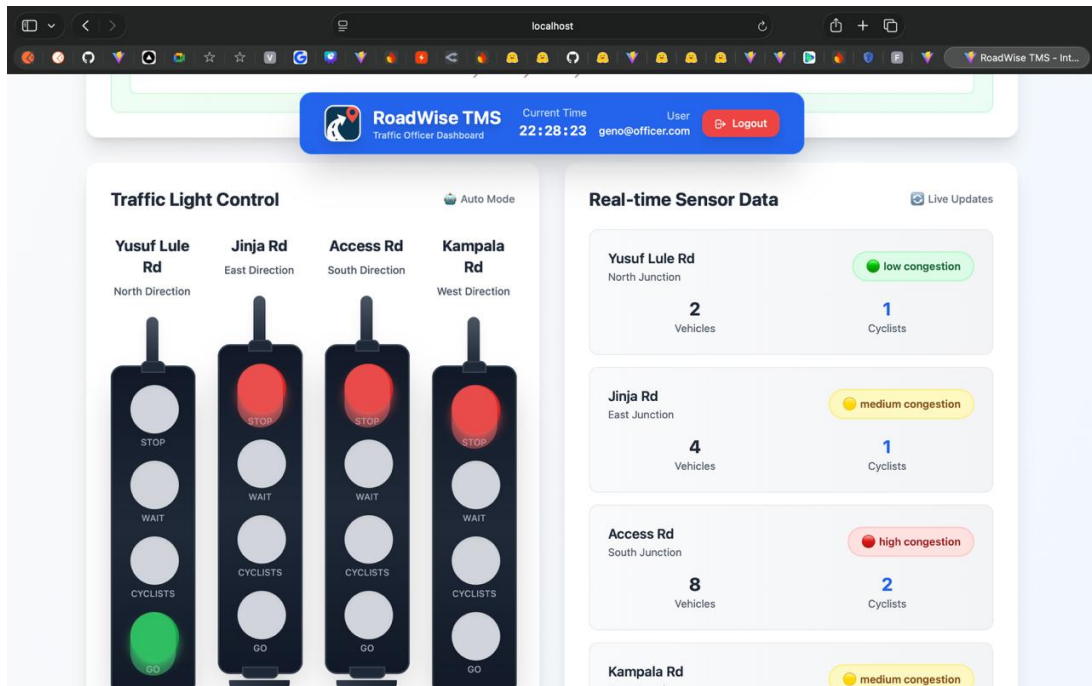 localhost
RoadWise TMS - Int...
RoadWise TMS
Traffic Officer Dashboard
Current Time
22:28:23
User
geno@officer.com
Logout
Traffic Light Control
Auto Mode
Yusuf Lule
Rd
North Direction
STOP
WAIT
CYCLISTS
GO
Jinja Rd
East Direction
STOP
WAIT
CYCLISTS
GO
Access Rd
South Direction
STOP
WAIT
CYCLISTS
GO
Kampala
Rd
West Direction
STOP
WAIT
CYCLISTS
GO
Real-time Sensor Data
Live Updates
Yusuf Lule Rd
North Junction
low congestion
2
Vehicles
1
Cyclists
Jinja Rd
East Junction
medium congestion
4
Vehicles
1
Cyclists
Access Rd
South Junction
high congestion
8
Vehicles
2
Cyclists
Kampala Rd
medium congestion